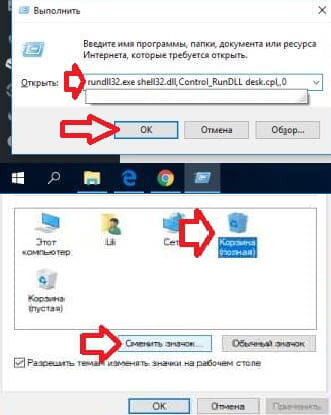 Выполнить
Введите имя программы, папки, документа или ресурса
Интернета, которые требуется открыть.
Открыть:
rundll32.exe shell32.dll,Control_RunDLL desk.cpl,,0
OK
Отмена
Обзор...
Этот
компьютер
Lili
Корзина
(полная)
Корзина
(пустая)
Сменить значок...
Обычный значок
Разрешить темам изменять значки на рабочем столе
OK
Отмена
Применить